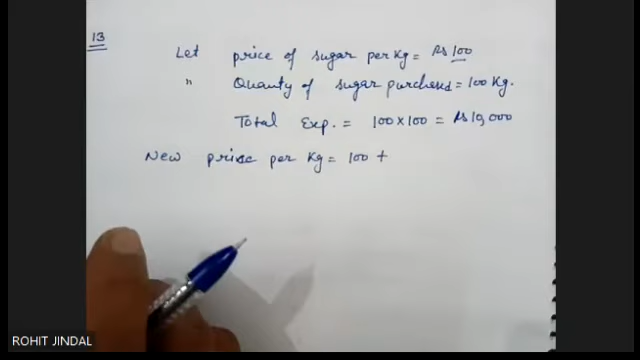 13
Let price of sugar per kg = Rs 100
" Quanty of sugar purchased = 100 kg.
Total Exp. = 100 x 100 = Rs 10,000
New price per kg = 100 +
ROHIT JINDAL